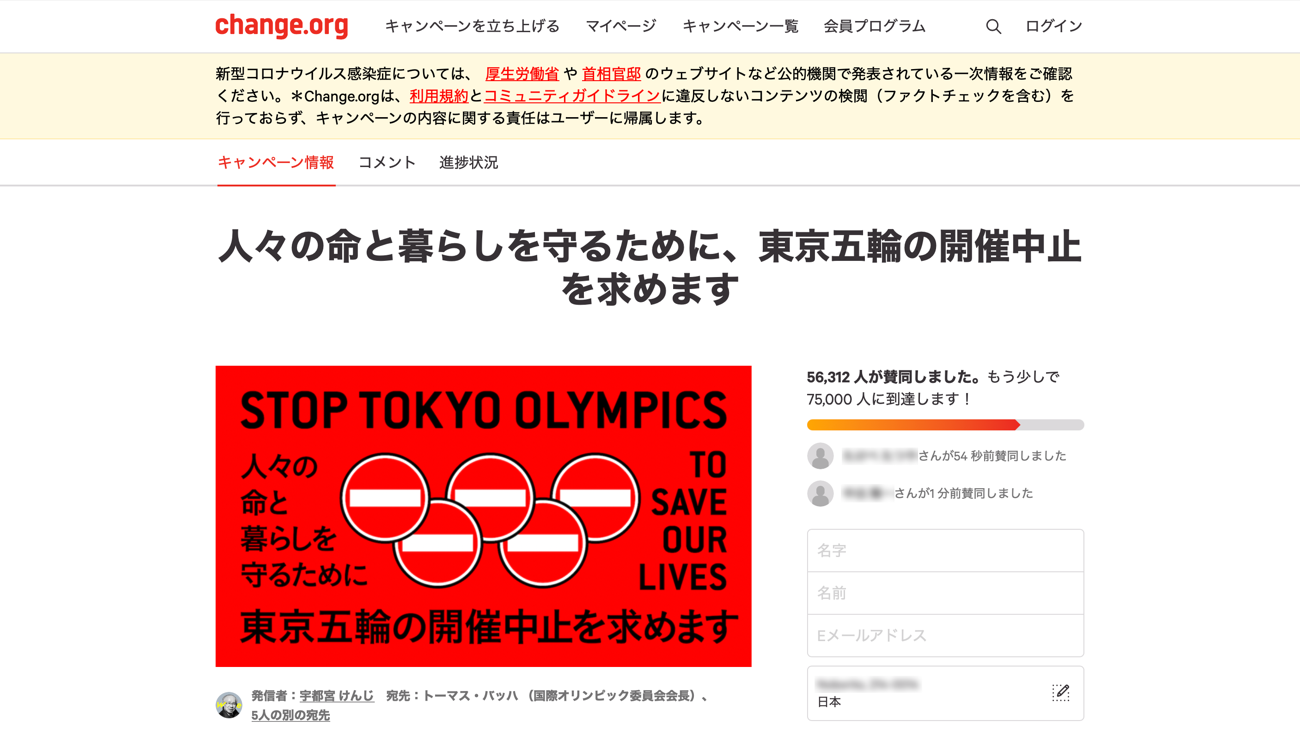 change.org
キャンペーンを立ち上げる マイページ キャンペーン一覧 会員プログラム ログイン
新型コロナウイルス感染症については、 厚生労働省 や 首相官邸 のウェブサイトなど公的機関で発表されている一次情報をご確認
ください。＊Change.orgは、利用規約とコミュニティガイドラインに違反しないコンテンツの検閲（ファクトチェックを含む）を
行っておらず、キャンペーンの内容に関する責任はユーザーに帰属します。
キャンペーン情報 コメント 進捗状況
人々の命と暮らしを守るために、東京五輪の開催中止
を求めます
STOP TOKYO OLYMPICS
人々の
命と
暮らしを
守るために
TO
SAVE
OUR
LIVES
東京五輪の開催中止を求めます
発信者：宇都宮 けんじ 宛先：トーマス・バッハ （国際オリンピック委員会会長）、
5人の別の宛先
56,312 人が賛同しました。もう少しで
75,000 人に到達します！
さんが54 秒前賛同しました
さんが1 分前賛同しました
名字
名前
Eメールアドレス
日本